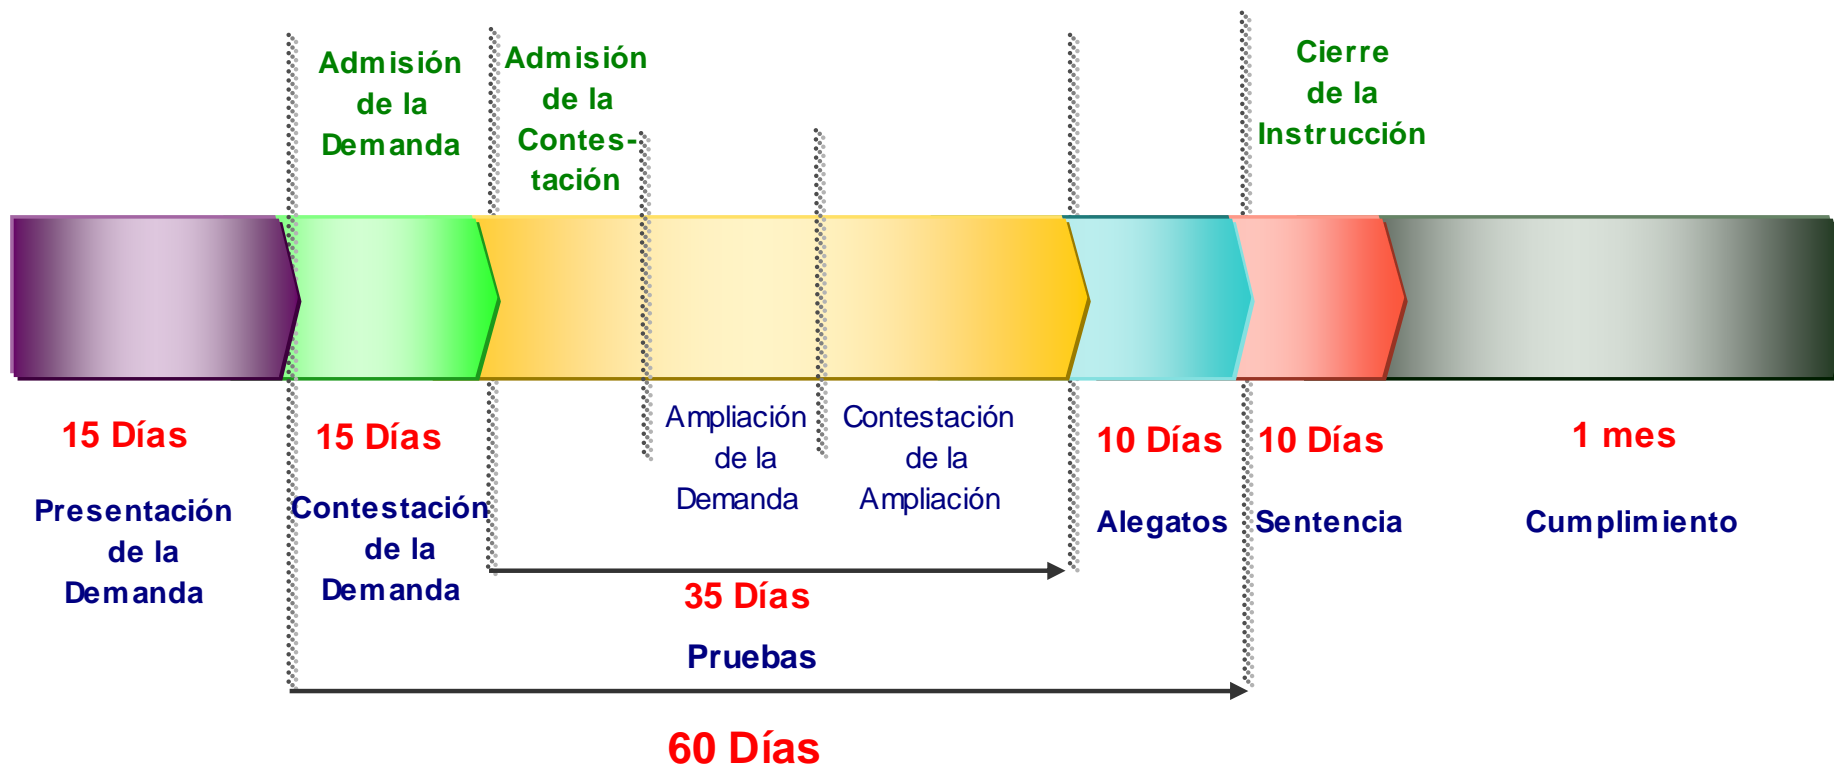 Admisión
de la
Demanda
Admisión
de la
Contes-
tación
Cierre
de la
Instrucción
15 Días
Presentación
de la
Demanda
15 Días
Contestación
de la
Demanda
Ampliación
de la
Demanda
Contestación
de la
Ampliación
10 Días
Alegatos
10 Días
Sentencia
1 mes
Cumplimiento
35 Días
Pruebas
60 Días